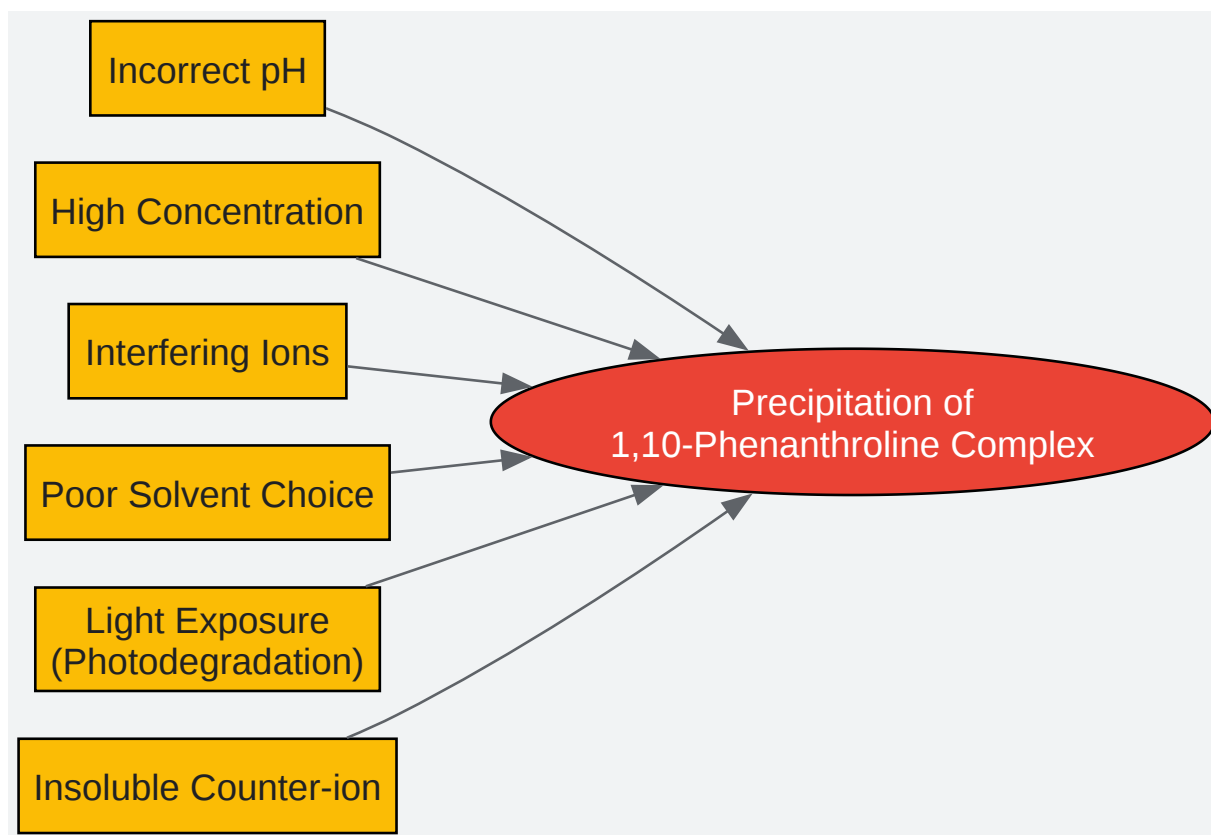 Incorrect pH
High Concentration
Interfering Ions
Precipitation of
1,10-Phenanthroline Complex
Poor Solvent Choice
Light Exposure
(Photodegradation)
Insoluble Counter-ion